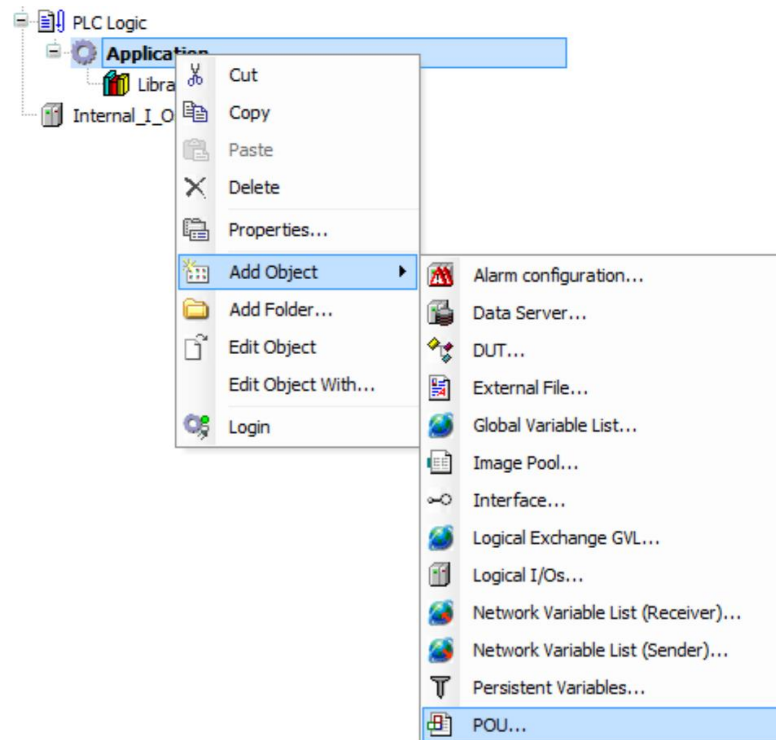 PLC Logic
Application
Libra
Internal_I_O
Cut
Copy
Paste
Delete
Properties...
Add Object
Add Folder...
Edit Object
Edit Object With...
Login
Alarm configuration...
Data Server...
DUT...
External File...
Global Variable List...
Image Pool...
Interface...
Logical Exchange GVL...
Logical I/Os...
Network Variable List (Receiver)...
Network Variable List (Sender)...
Persistent Variables...
POU...